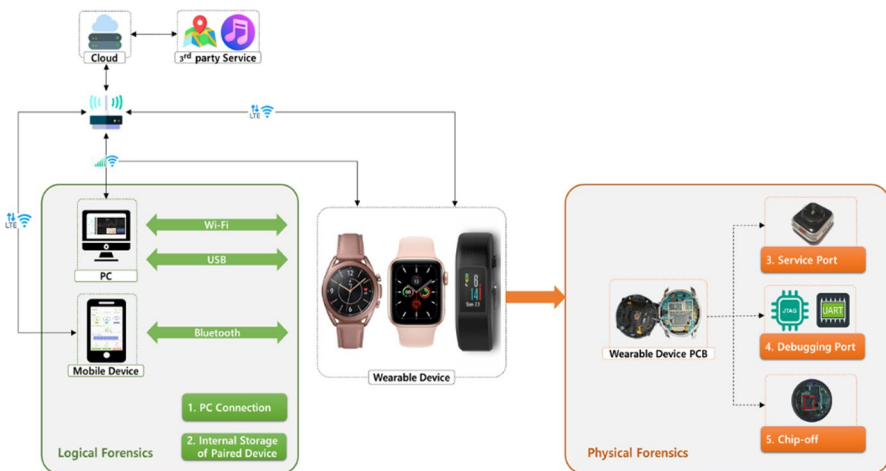 Cloud
3rd party Service
LTE
LTE
PC
Wi-Fi
USB
Mobile Device
Bluetooth
1. PC Connection
2. Internal Storage
of Paired Device
Logical Forensics
Wearable Device
Wearable Device PCB
3. Service Port
JTAG
UART
4. Debugging Port
5. Chip-off
Physical Forensics